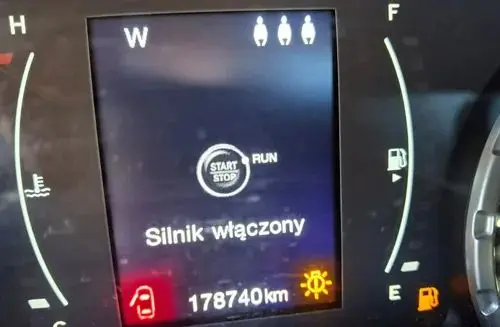 H
W
F
START
STOP
RUN
Silnik włączony
178740km
E